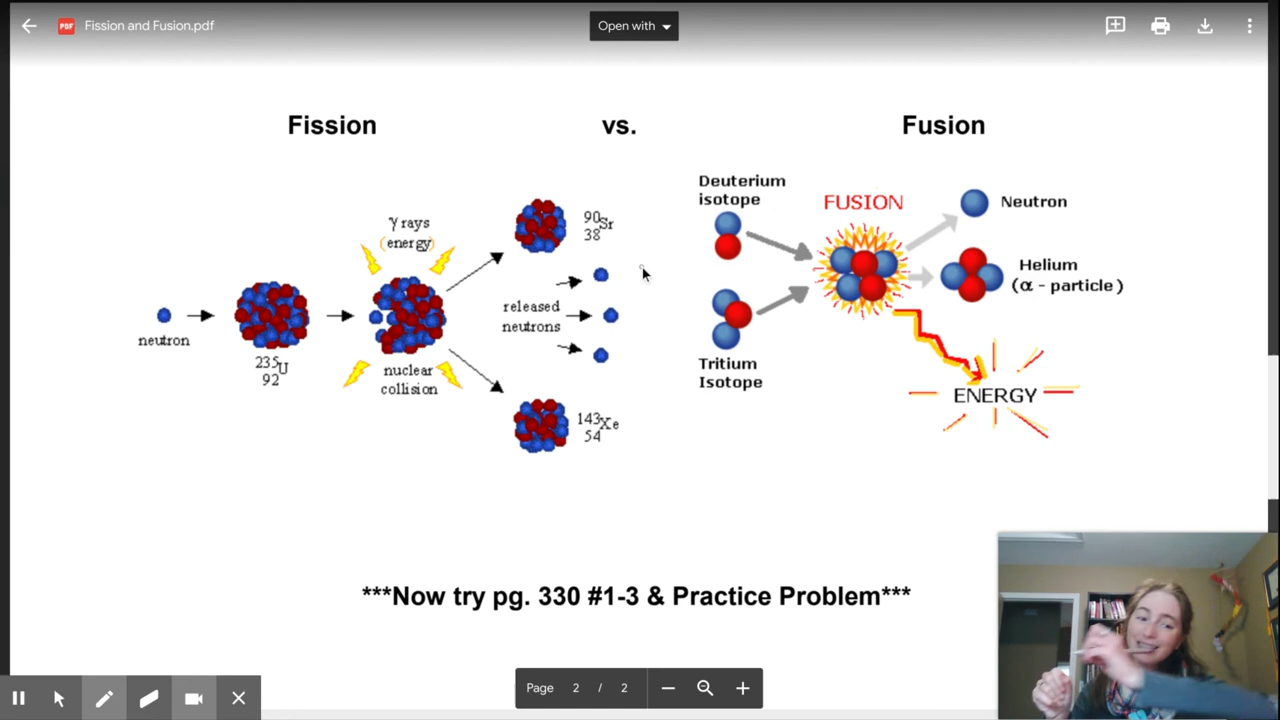 PDF Fission and Fusion.pdf
Open with
Fission vs. Fusion
γ rays
(energy)
neutron
235U
92
nuclear
collision
90Sr
38
released
neutrons
143Xe
54
Deuterium
isotope
FUSION
Neutron
Helium
(α - particle)
Tritium
Isotope
ENERGY
***Now try pg. 330 #1-3 & Practice Problem***
Page 2 / 2